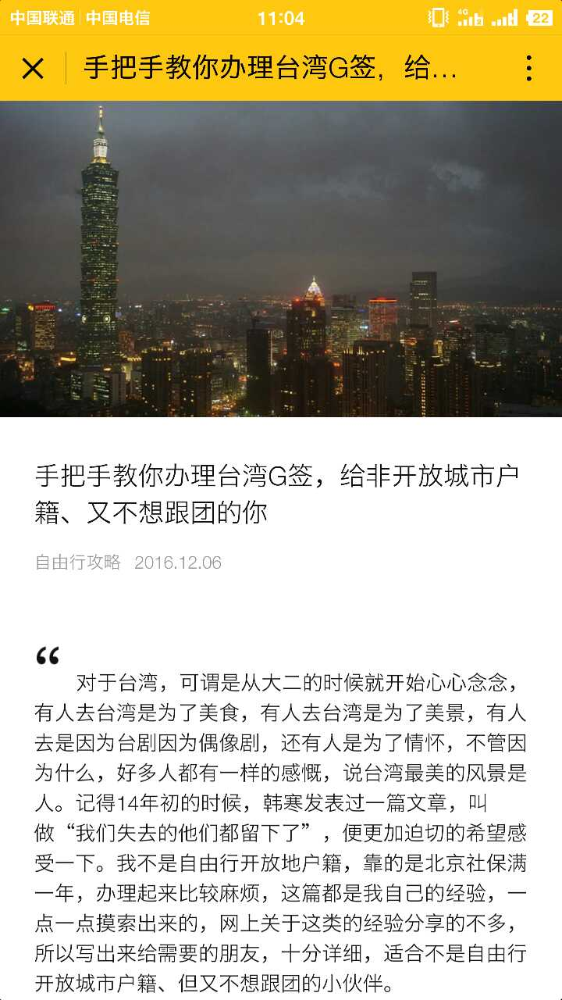 中国联通 | 中国电信 11:04 4G 2 22
手把手教你办理台湾G签，给...
手把手教你办理台湾G签，给非开放城市户
籍、又不想跟团的你
自由行攻略 2016.12.06
“
对于台湾，可谓是从大二的时候就开始心心念念，
有人去台湾是为了美食，有人去台湾是为了美景，有人
去是因为台剧因为偶像剧，还有人是为了情怀，不管因
为什么，好多人都有一样的感慨，说台湾最美的风景是
人。记得14年初的时候，韩寒发表过一篇文章，叫
做“我们失去的他们都留下了”，便更加迫切的希望感
受一下。我不是自由行开放地户籍，靠的是北京社保满
一年，办理起来比较麻烦，这篇都是我自己的经验，一
点一点摸索出来的，网上关于这类的经验分享的不多，
所以写出来给需要的朋友，十分详细，适合不是自由行
开放城市户籍、但又不想跟团的小伙伴。